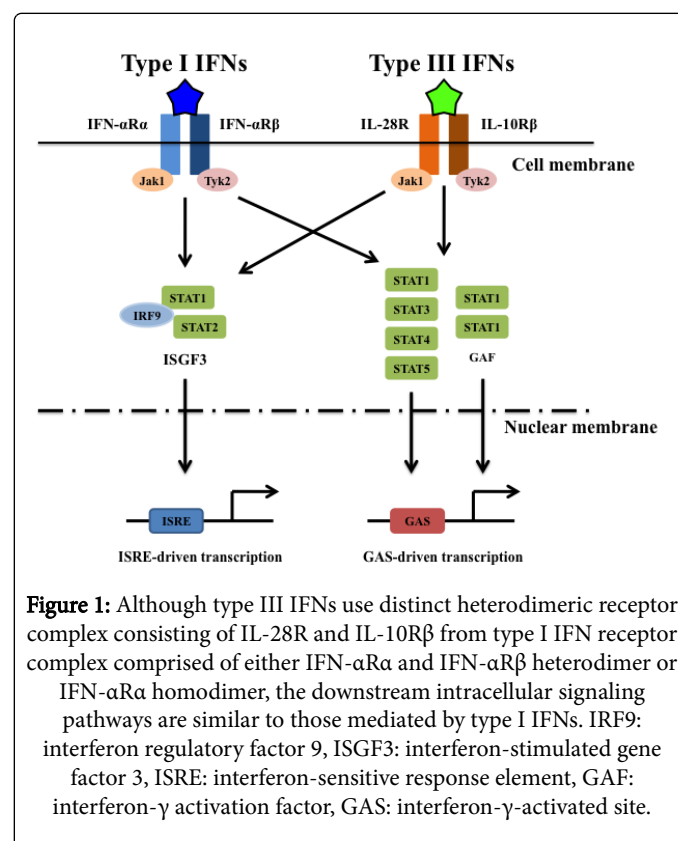 Type I IFNs
Type III IFNs
IFN-αRα
IFN-αRβ
IL-28R
IL-10Rβ
Cell membrane
Jak1
Tyk2
Jak1
Tyk2
STAT1
IRF9
STAT2
ISGF3
STAT1
STAT3
STAT4
STAT5
STAT1
STAT1
GAF
Nuclear membrane
ISRE
GAS
ISRE-driven transcription
GAS-driven transcription
Figure 1: Although type III IFNs use distinct heterodimeric receptor
complex consisting of IL-28R and IL-10Rβ from type I IFN receptor
complex comprised of either IFN-αRα and IFN-αRβ heterodimer or
IFN-αRα homodimer, the downstream intracellular signaling
pathways are similar to those mediated by type I IFNs. IRF9:
interferon regulatory factor 9, ISGF3: interferon-stimulated gene
factor 3, ISRE: interferon-sensitive response element, GAF:
interferon-γ activation factor, GAS: interferon-γ-activated site.